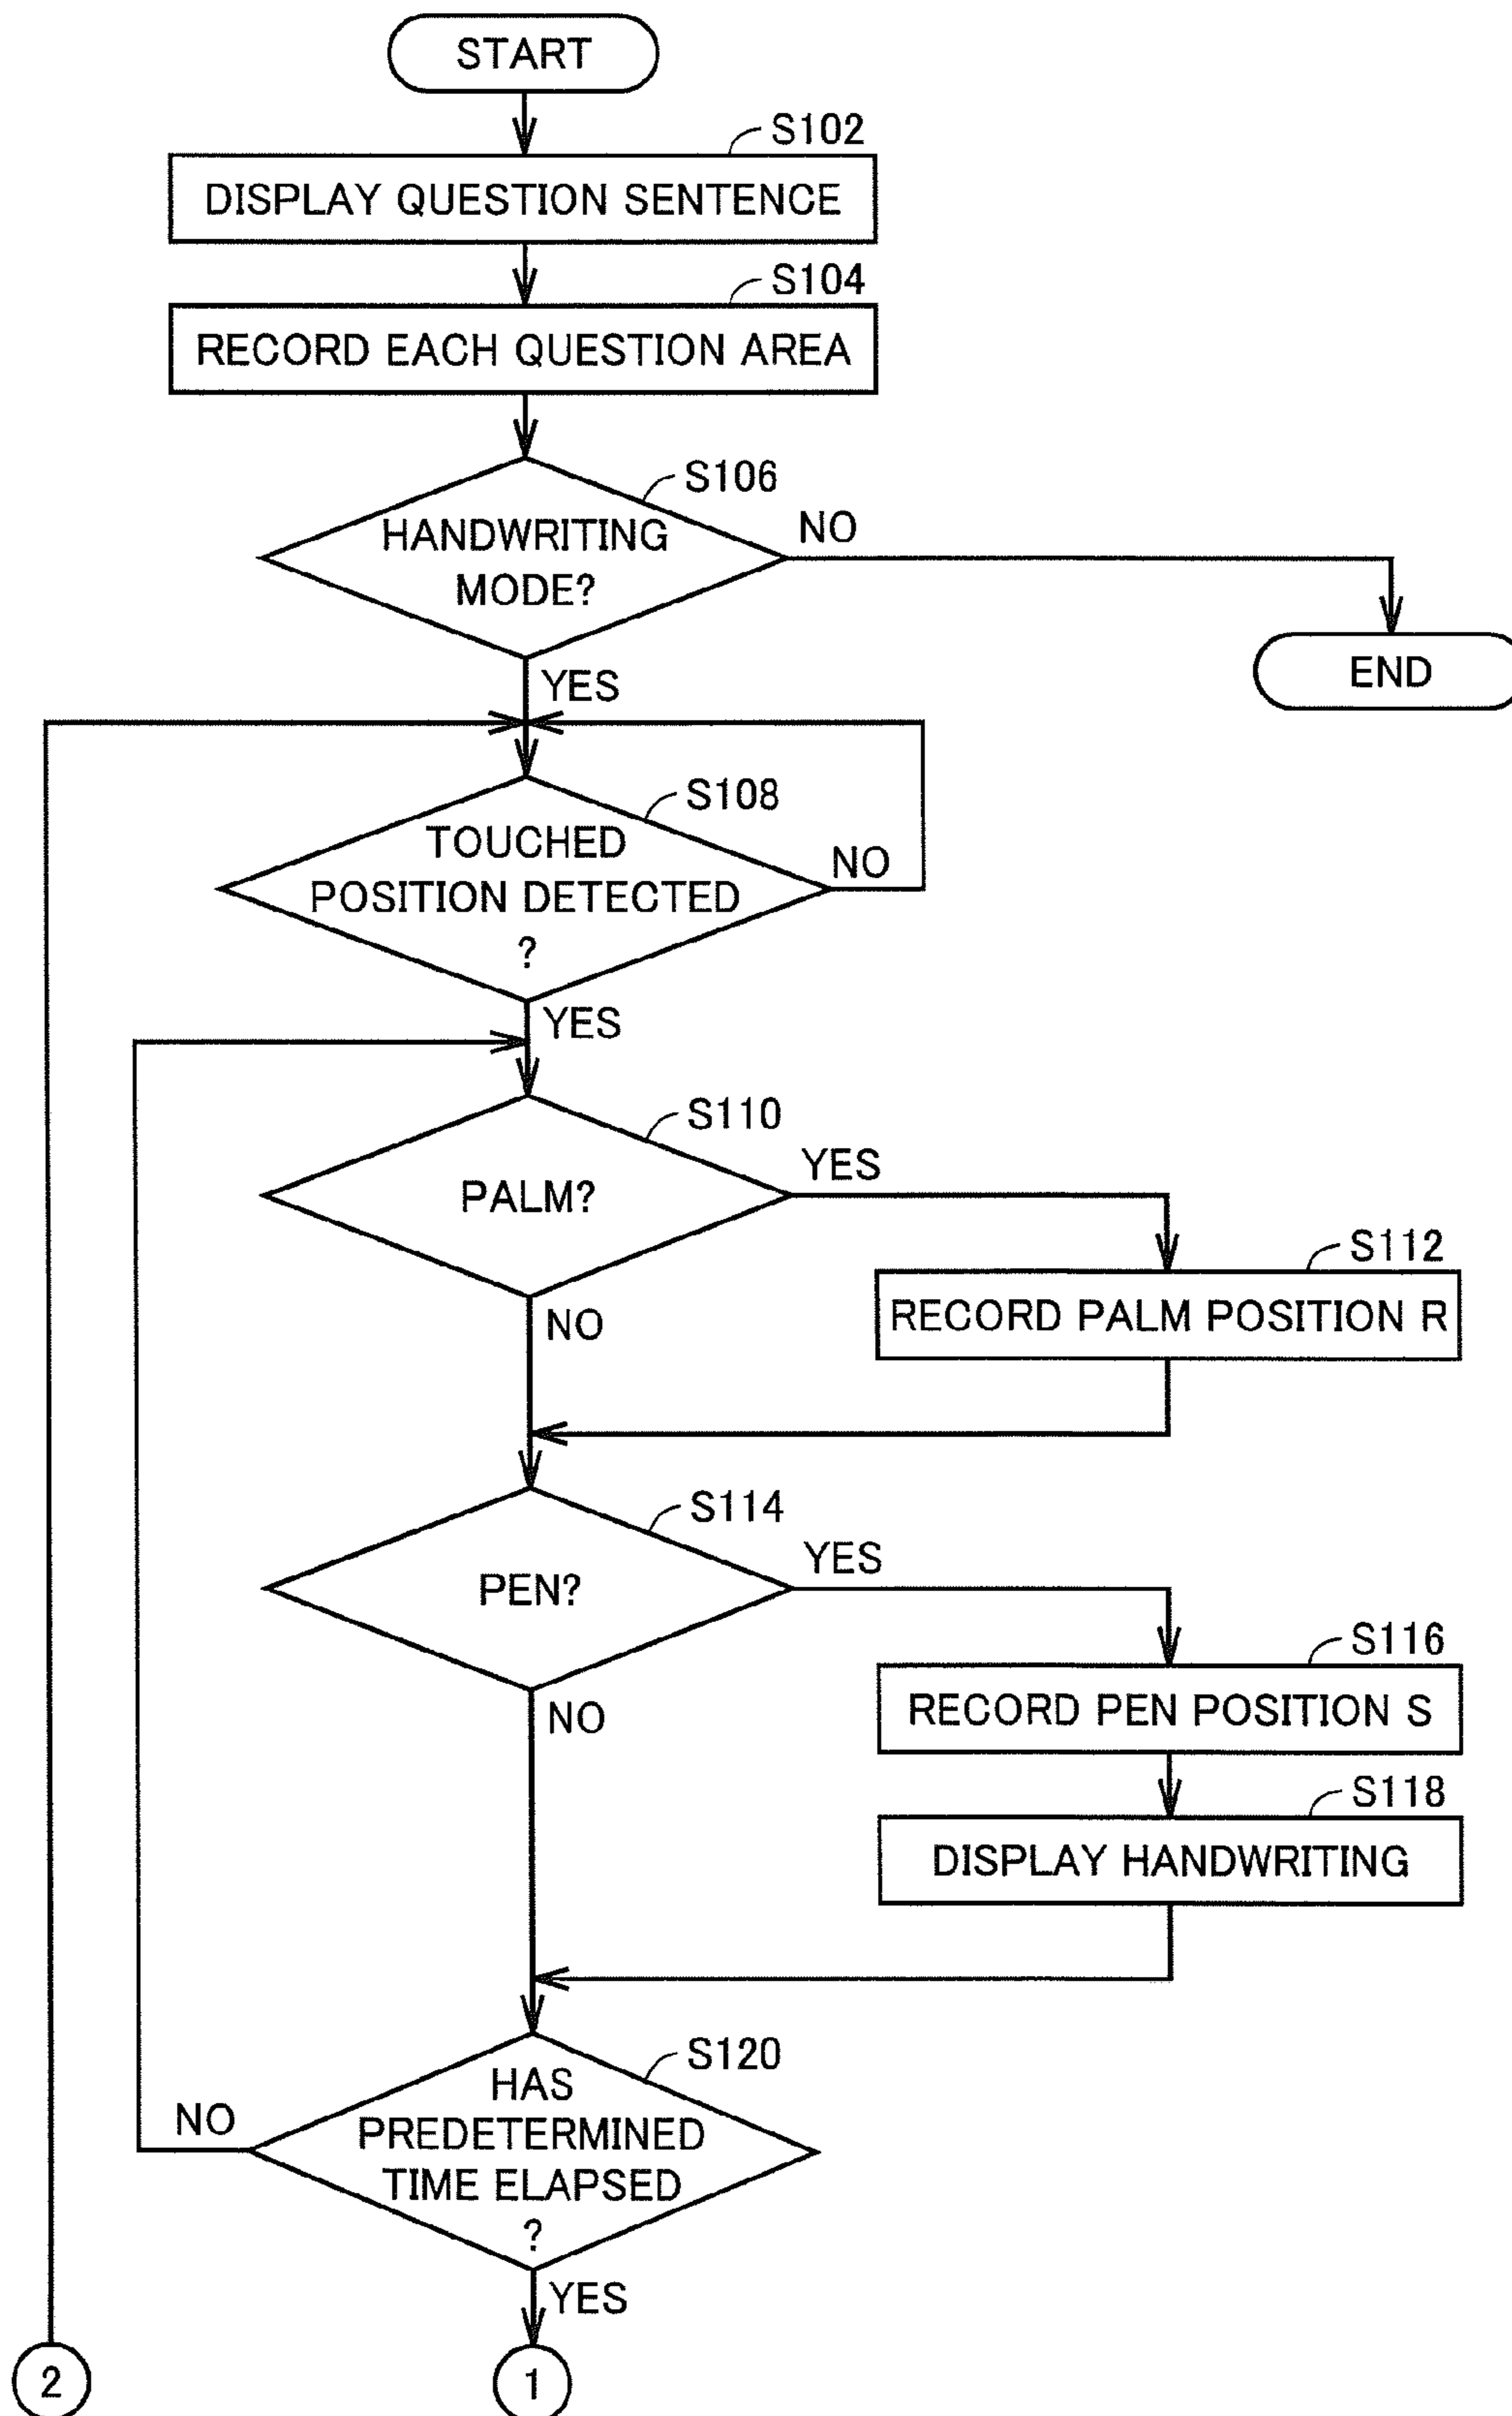 START
S102
DISPLAY QUESTION SENTENCE
S104
RECORD EACH QUESTION AREA
S106
HANDWRITING
MODE?
NO
END
YES
S108
TOUCHED
POSITION DETECTED
?
NO
YES
S110
PALM?
YES
S112
RECORD PALM POSITION R
NO
S114
PEN?
YES
S116
RECORD PEN POSITION S
NO
S118
DISPLAY HANDWRITING
S120
HAS
PREDETERMINED
TIME ELAPSED
?
NO
YES
2
1